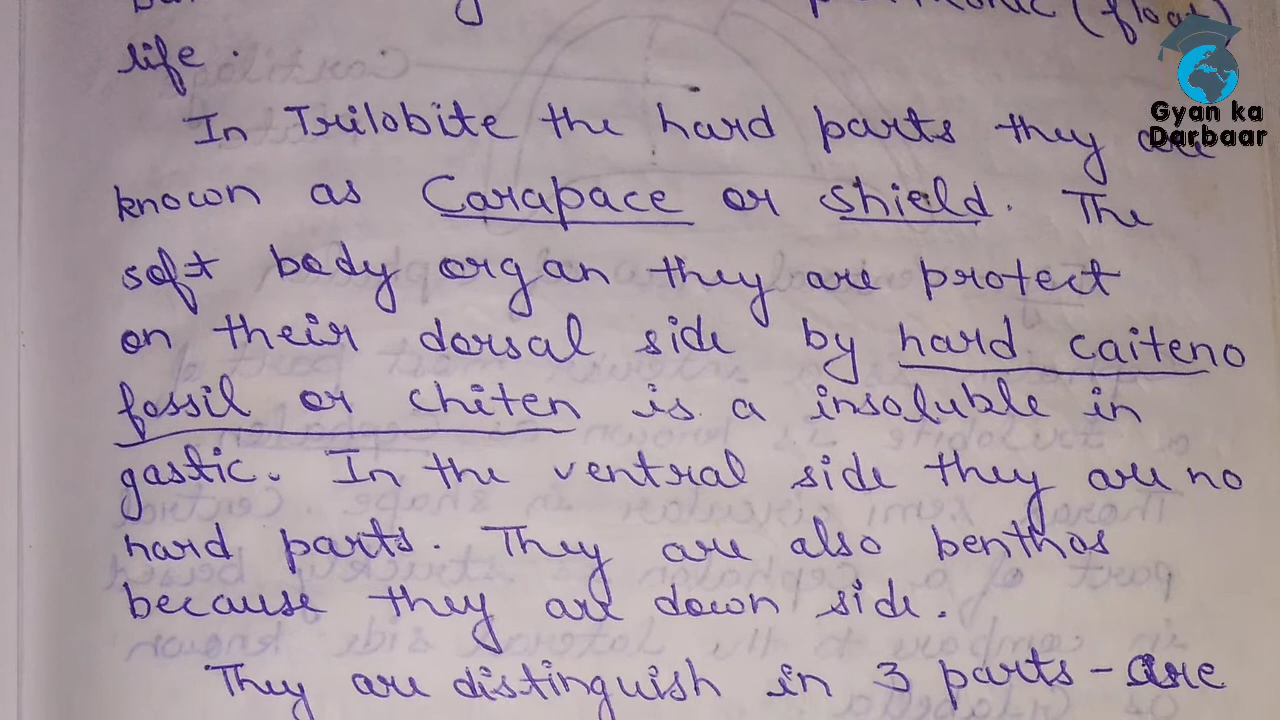 (float)
life.
Gyan ka
Darbaar
In Trilobite the hard parts they are
known as Carapace or Shield. The
soft body organ they are protect
on their dorsal side by hard caiteno
fossil or chiten is a insoluble in
gastic. In the ventral side they are no
hard parts. They are also benthos
because they are down side.
They are distinguish in 3 parts - are